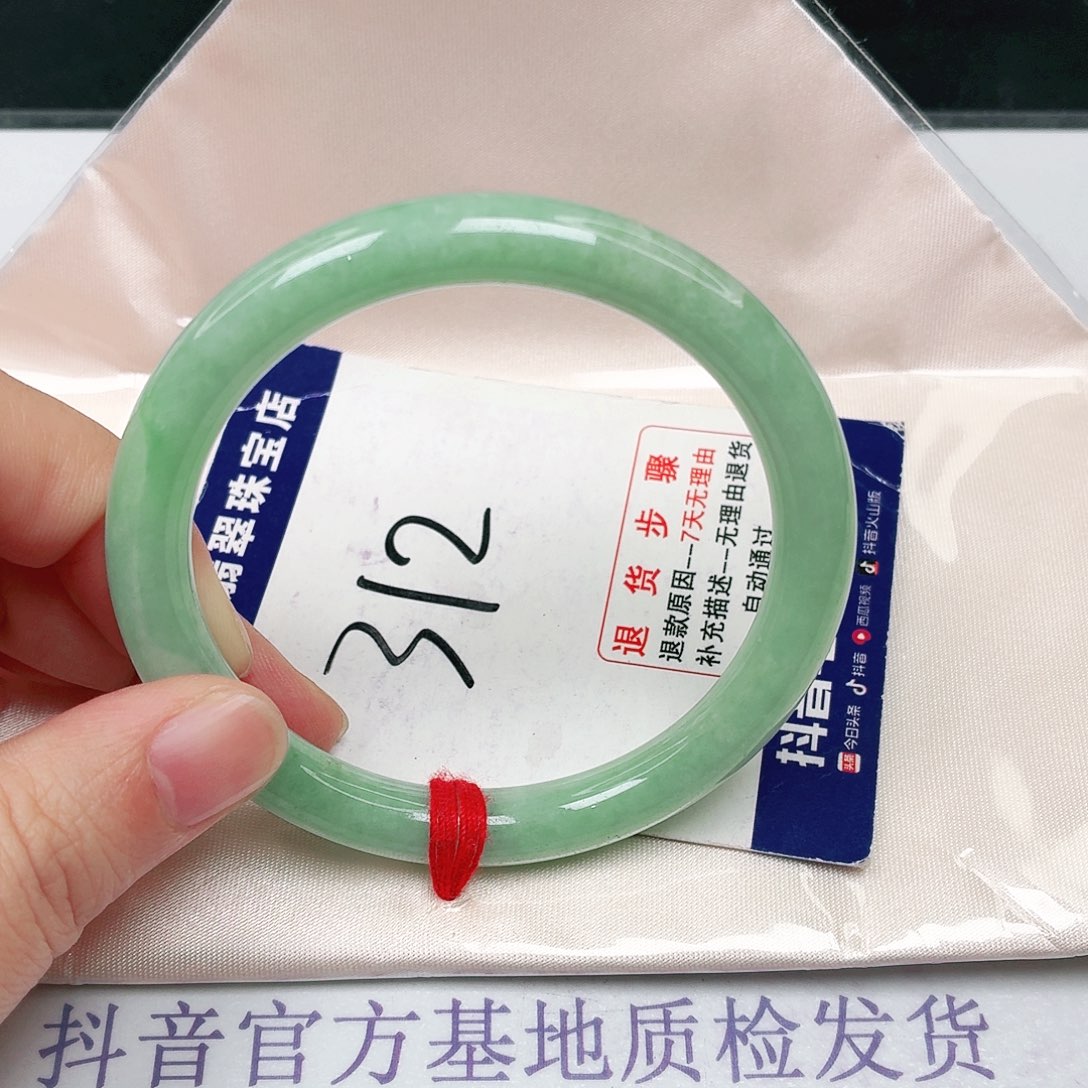 翡翠珠宝店
312
退货步骤
退款原因--7天无理由
补充描述--无理由退货
自动通过
抖音
头条 今日头条 抖音 西瓜视频 抖音火山版
抖音官方基地质检发货